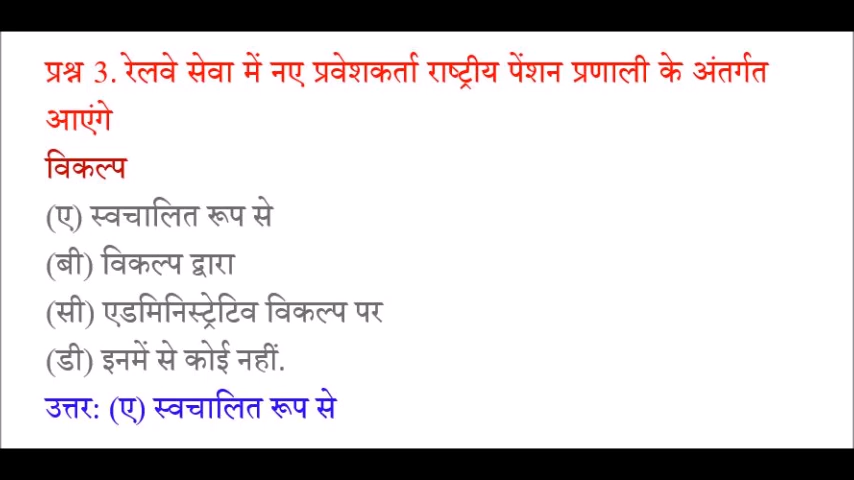 प्रश्न 3. रेलवे सेवा में नए प्रवेशकर्ता राष्ट्रीय पेंशन प्रणाली के अंतर्गत
आएंगे
विकल्प
(ए) स्वचालित रूप से
(बी) विकल्प द्वारा
(सी) एडमिनिस्ट्रेटिव विकल्प पर
(डी) इनमें से कोई नहीं.
उत्तर: (ए) स्वचालित रूप से